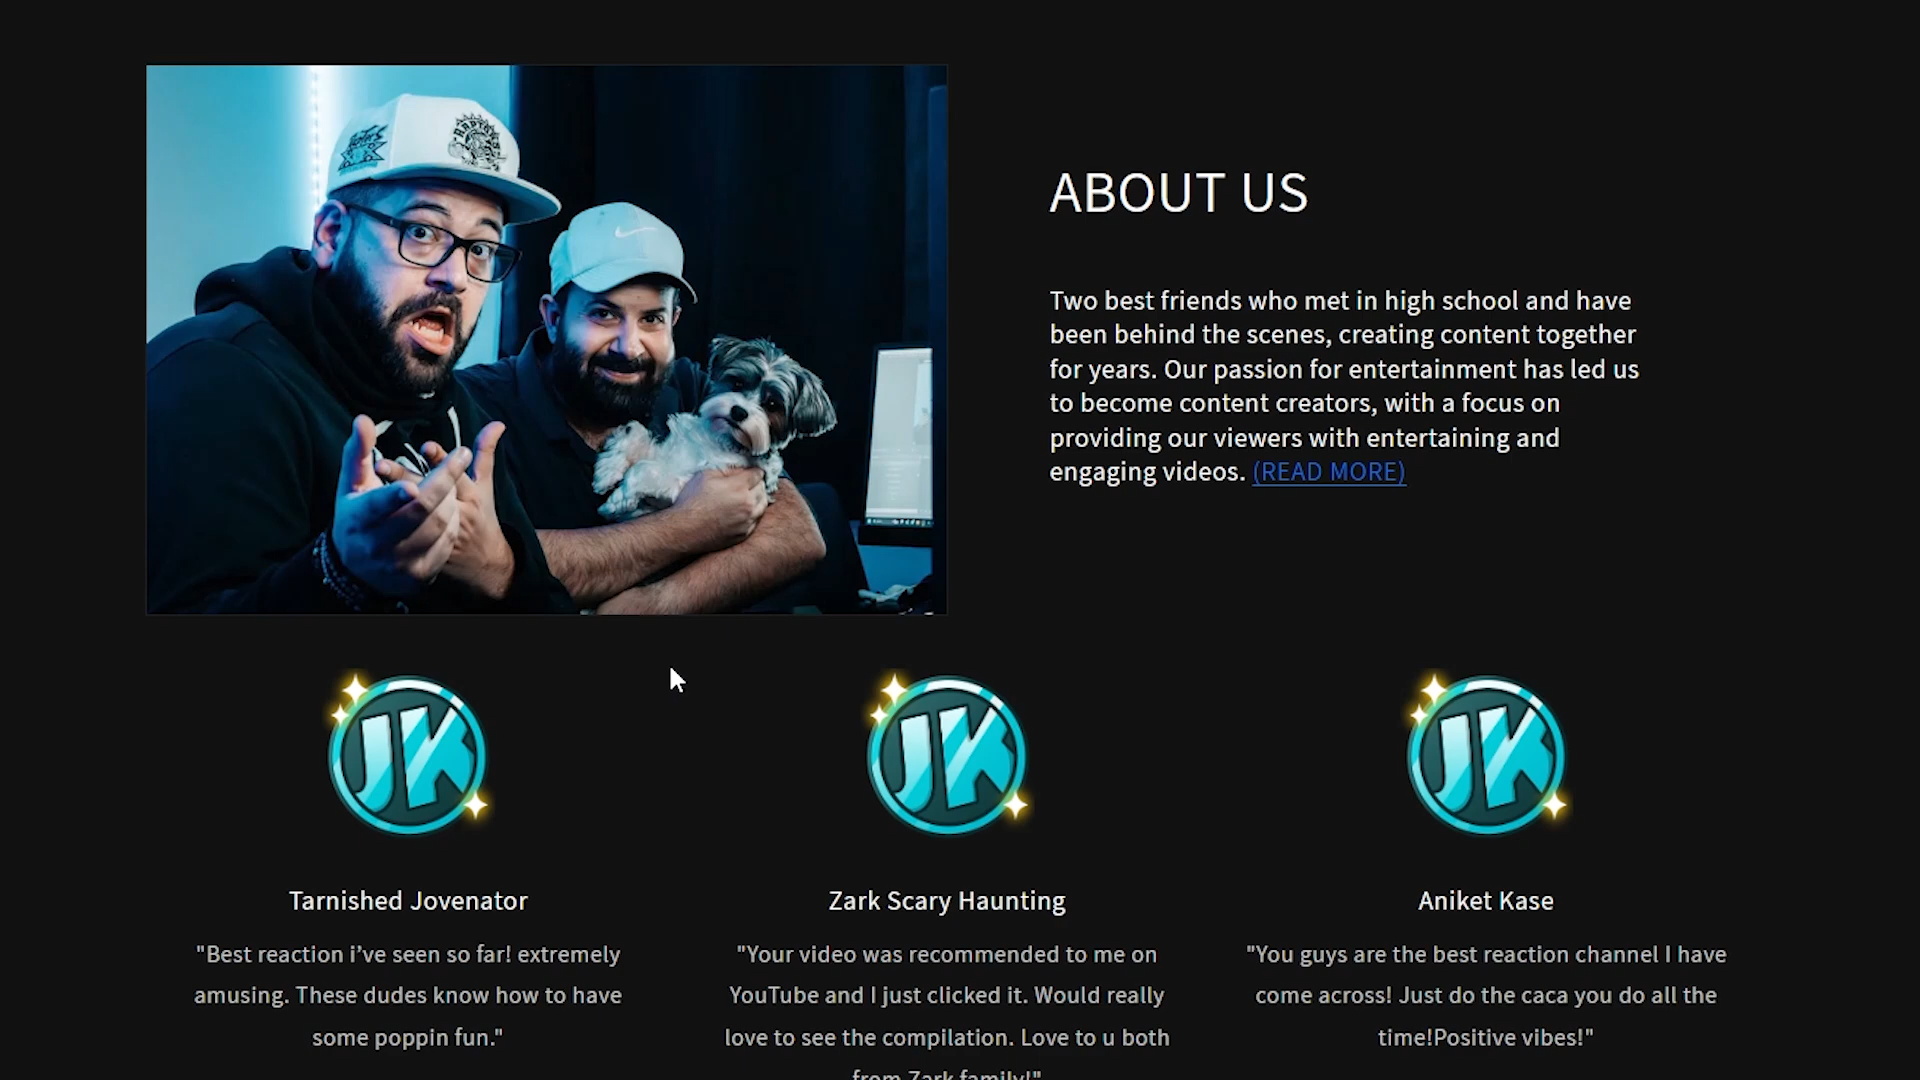 RAPTORS
ABOUT US
Two best friends who met in high school and have
been behind the scenes, creating content together
for years. Our passion for entertainment has led us
to become content creators, with a focus on
providing our viewers with entertaining and
engaging videos. (READ MORE)
JK
JK
JK
Tarnished Jovenator
"Best reaction i’ve seen so far! extremely
amusing. These dudes know how to have
some poppin fun."
Zark Scary Haunting
"Your video was recommended to me on
YouTube and I just clicked it. Would really
love to see the compilation. Love to u both
from Zark family!"
Aniket Kase
"You guys are the best reaction channel I have
come across! Just do the caca you do all the
time!Positive vibes!"